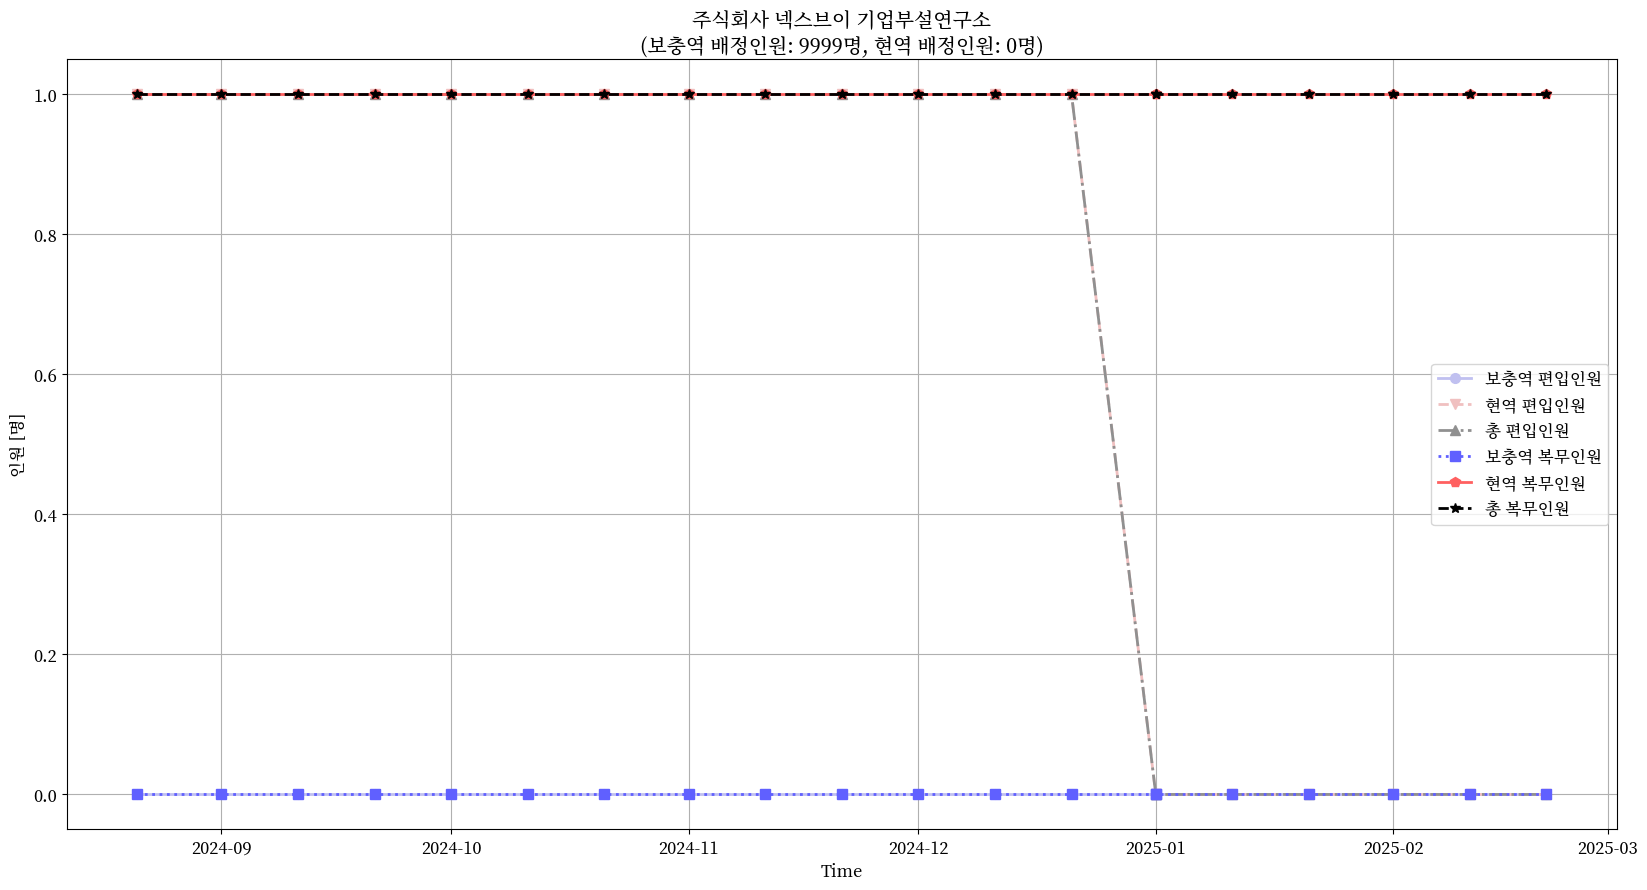 주식회사 넥스브이 기업부설연구소
(보충역 배정인원: 9999명, 현역 배정인원: 0명)
1.0
0.8
0.6
0.4
0.2
0.0
인원 [명]
보충역 편입인원
현역 편입인원
총 편입인원
보충역 복무인원
현역 복무인원
총 복무인원
2024-09
2024-10
2024-11
2024-12
2025-01
2025-02
2025-03
Time